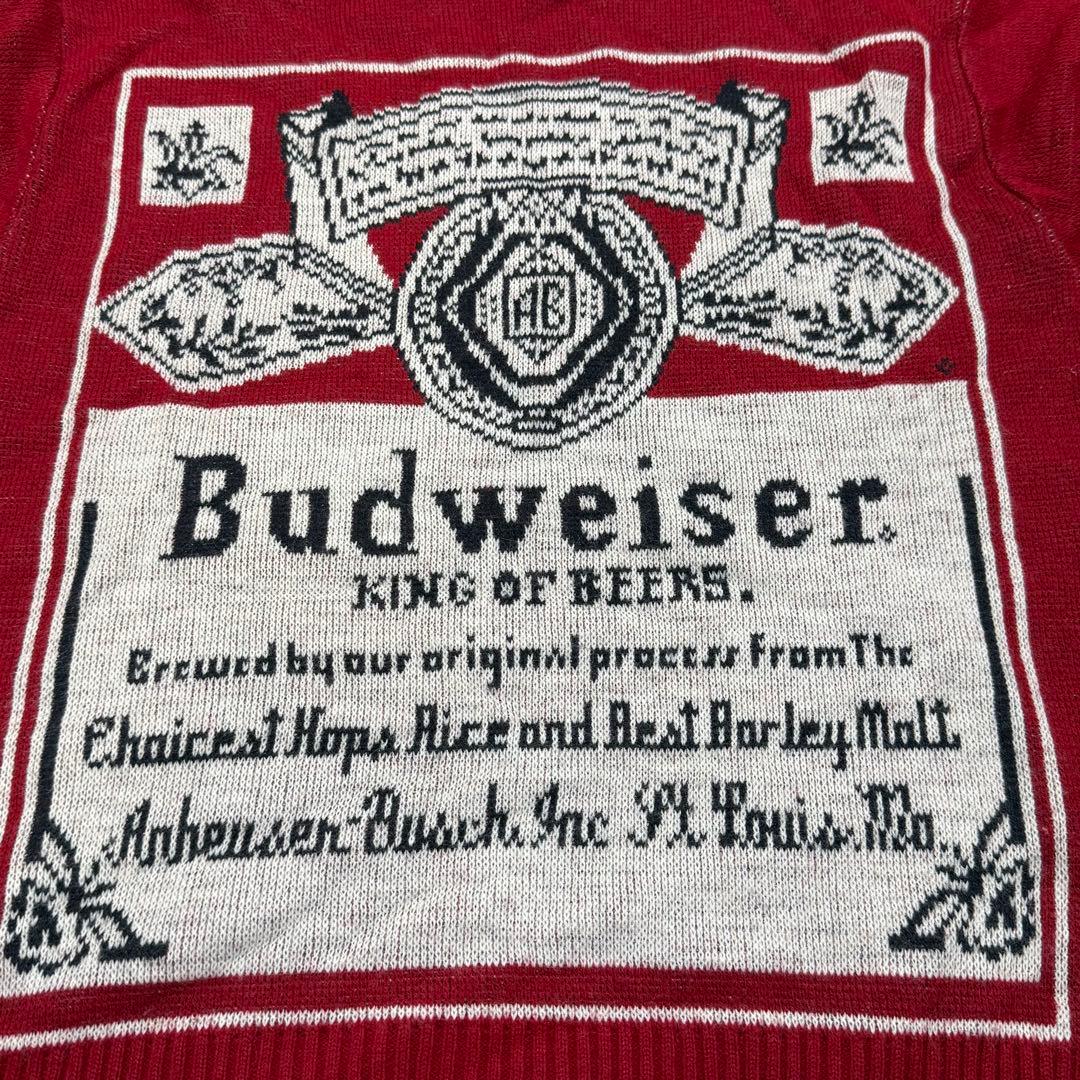 AB
Budweiser®
KING OF BEERS.
Brewed by our original process from The
Choicest Hops, Rice and Best Barley Malt
Anheuser-Busch, Inc. St. Louis, Mo.